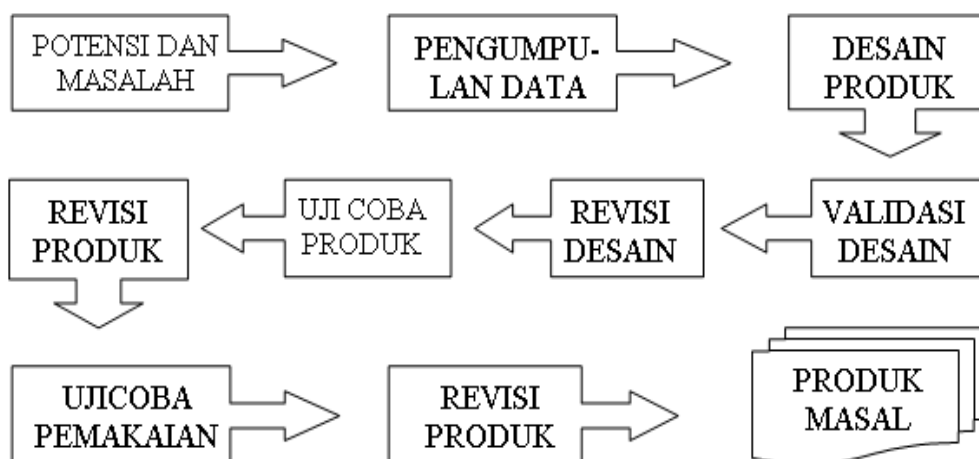 POTENSI DAN
MASALAH
PENGUMPU-
LAN DATA
DESAIN
PRODUK
VALIDASI
DESAIN
REVISI
DESAIN
UJI COBA
PRODUK
REVISI
PRODUK
UJICOBA
PEMAKAIAN
REVISI
PRODUK
PRODUK
MASAL